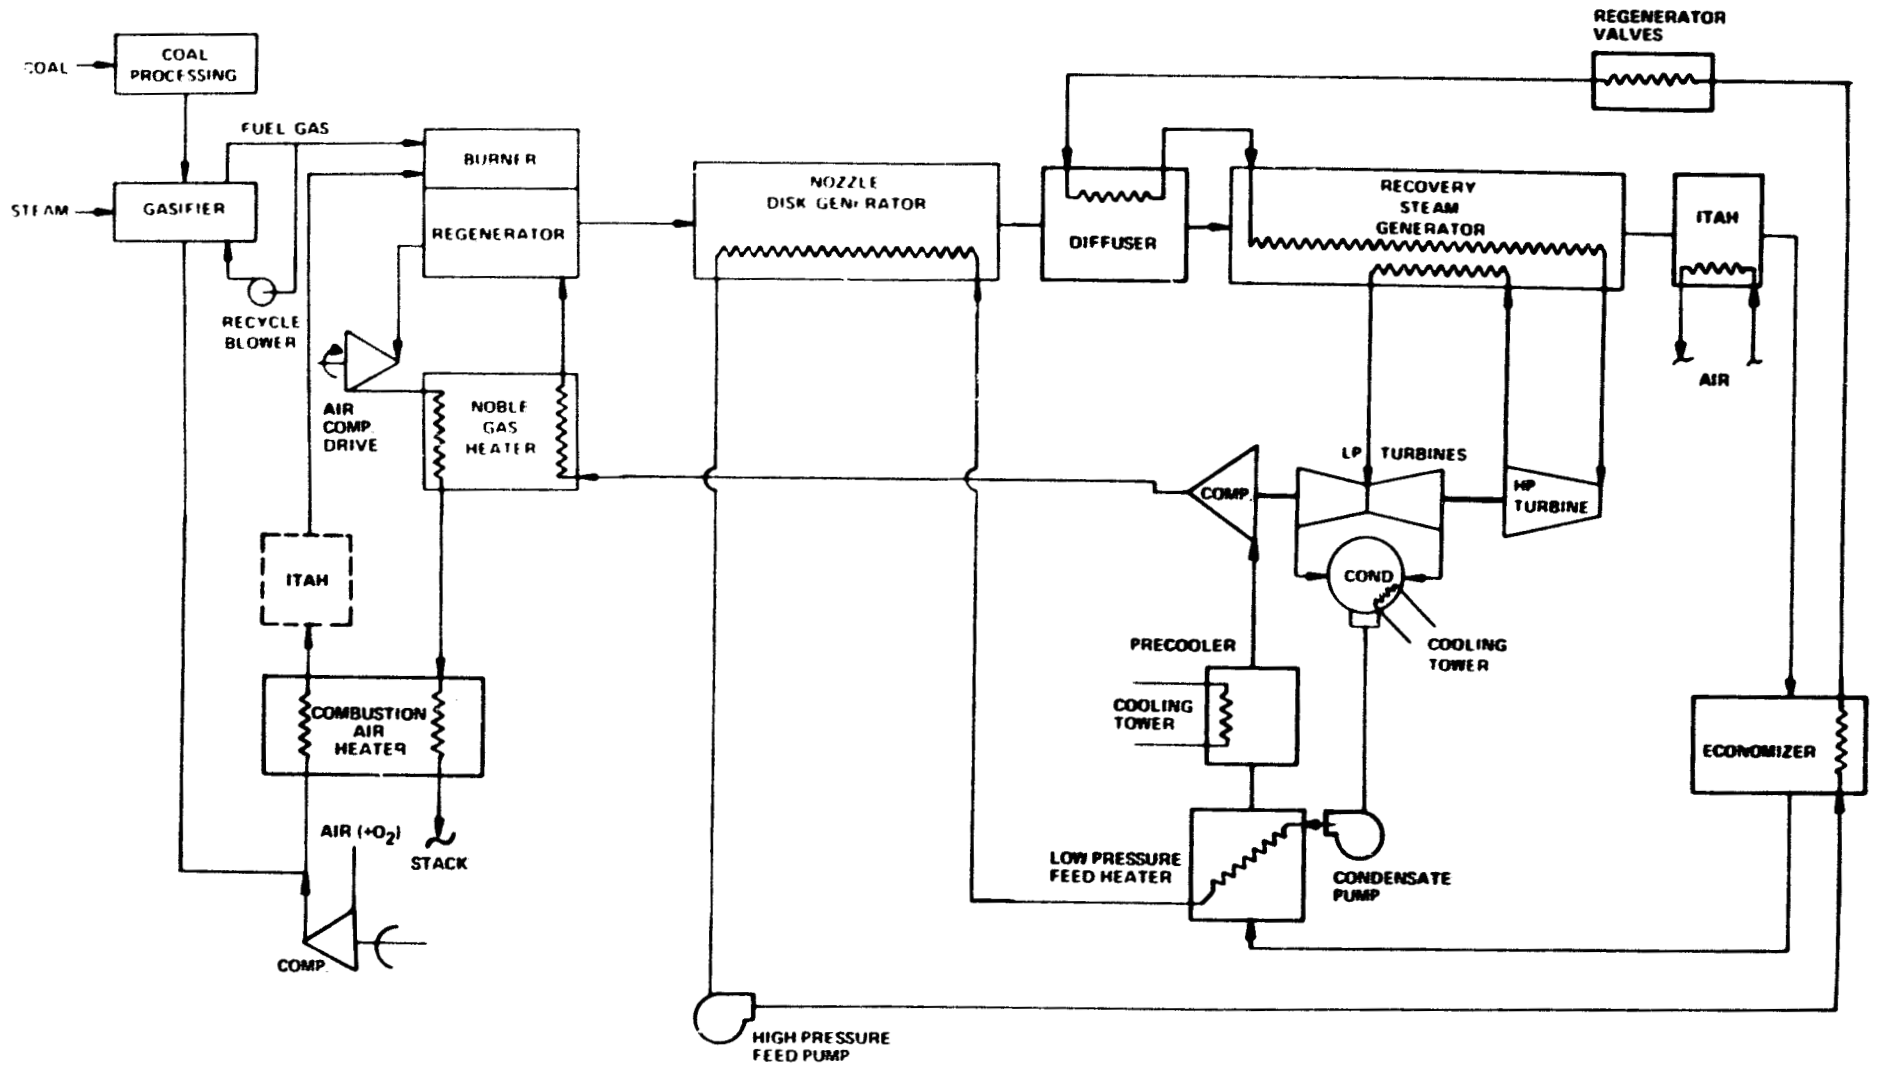 REGENERATOR
VALVES
COAL
COAL
PROCESSING
FUEL GAS
BURNER
REGENERATOR
STEAM
GASIFIER
RECYCLE
BLOWER
NOZZLE
DISK GENERATOR
DIFFUSER
RECOVERY
STEAM
GENERATOR
ITAH
AIR
AIR
COMP.
DRIVE
NOBLE
GAS
HEATER
LP TURBINES
COMP.
HP
TURBINE
COND
COOLING
TOWER
ITAH
PRECOOLER
COOLING
TOWER
COMBUSTION
AIR
HEATER
ECONOMIZER
AIR (+O2)
STACK
LOW PRESSURE
FEED HEATER
CONDENSATE
PUMP
COMP.
HIGH PRESSURE
FEED PUMP